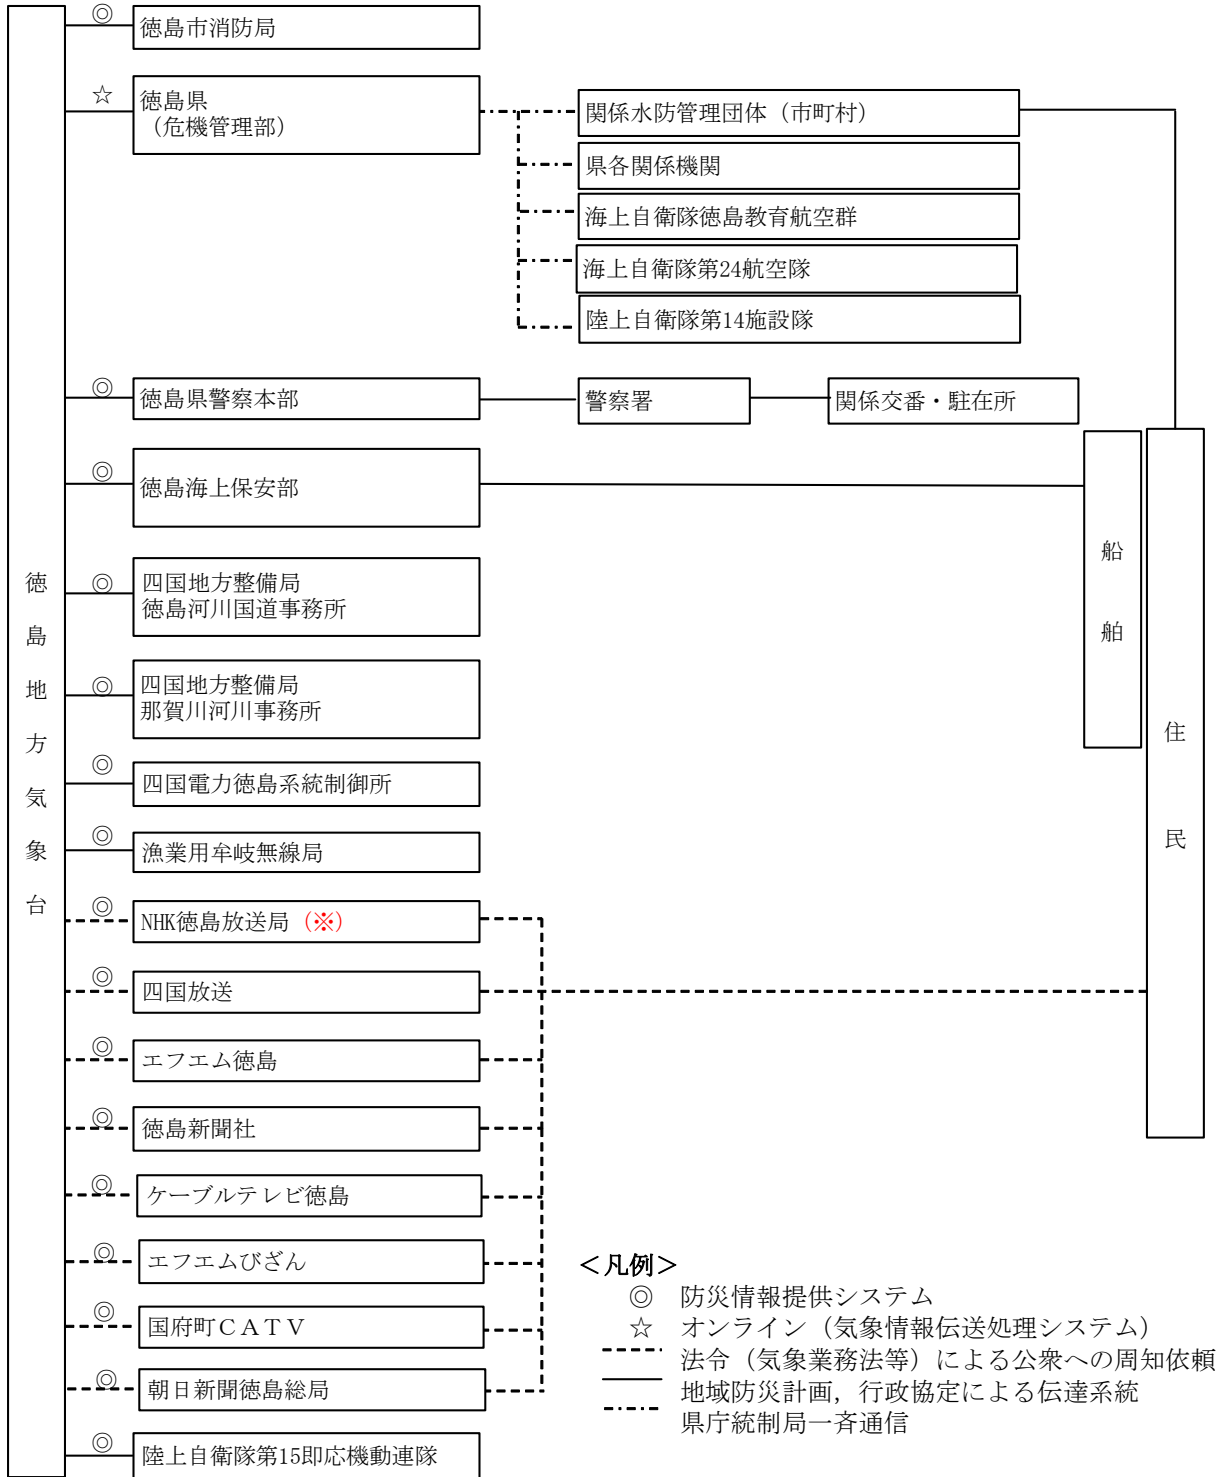 ◎
徳島市消防局
☆
徳島県
（危機管理部）
関係水防管理団体（市町村）
県各関係機関
海上自衛隊徳島教育航空群
海上自衛隊第24航空隊
陸上自衛隊第14施設隊
◎
徳島県警察本部
警察署
関係交番・駐在所
◎
徳島海上保安部
船舶
住民
徳島地方気象台
◎
四国地方整備局
徳島河川国道事務所
◎
四国地方整備局
那賀川河川事務所
◎
四国電力徳島系統制御所
◎
漁業用牟岐無線局
◎
NHK徳島放送局（※）
◎
四国放送
◎
エフエム徳島
◎
徳島新聞社
◎
ケーブルテレビ徳島
◎
エフエムびざん
◎
国府町ＣＡＴＶ
◎
朝日新聞徳島総局
◎
陸上自衛隊第15即応機動連隊
＜凡例＞
◎　防災情報提供システム
☆　オンライン（気象情報伝送処理システム）
法令（気象業務法等）による公衆への周知依頼
地域防災計画，行政協定による伝達系統
県庁統制局一斉通信